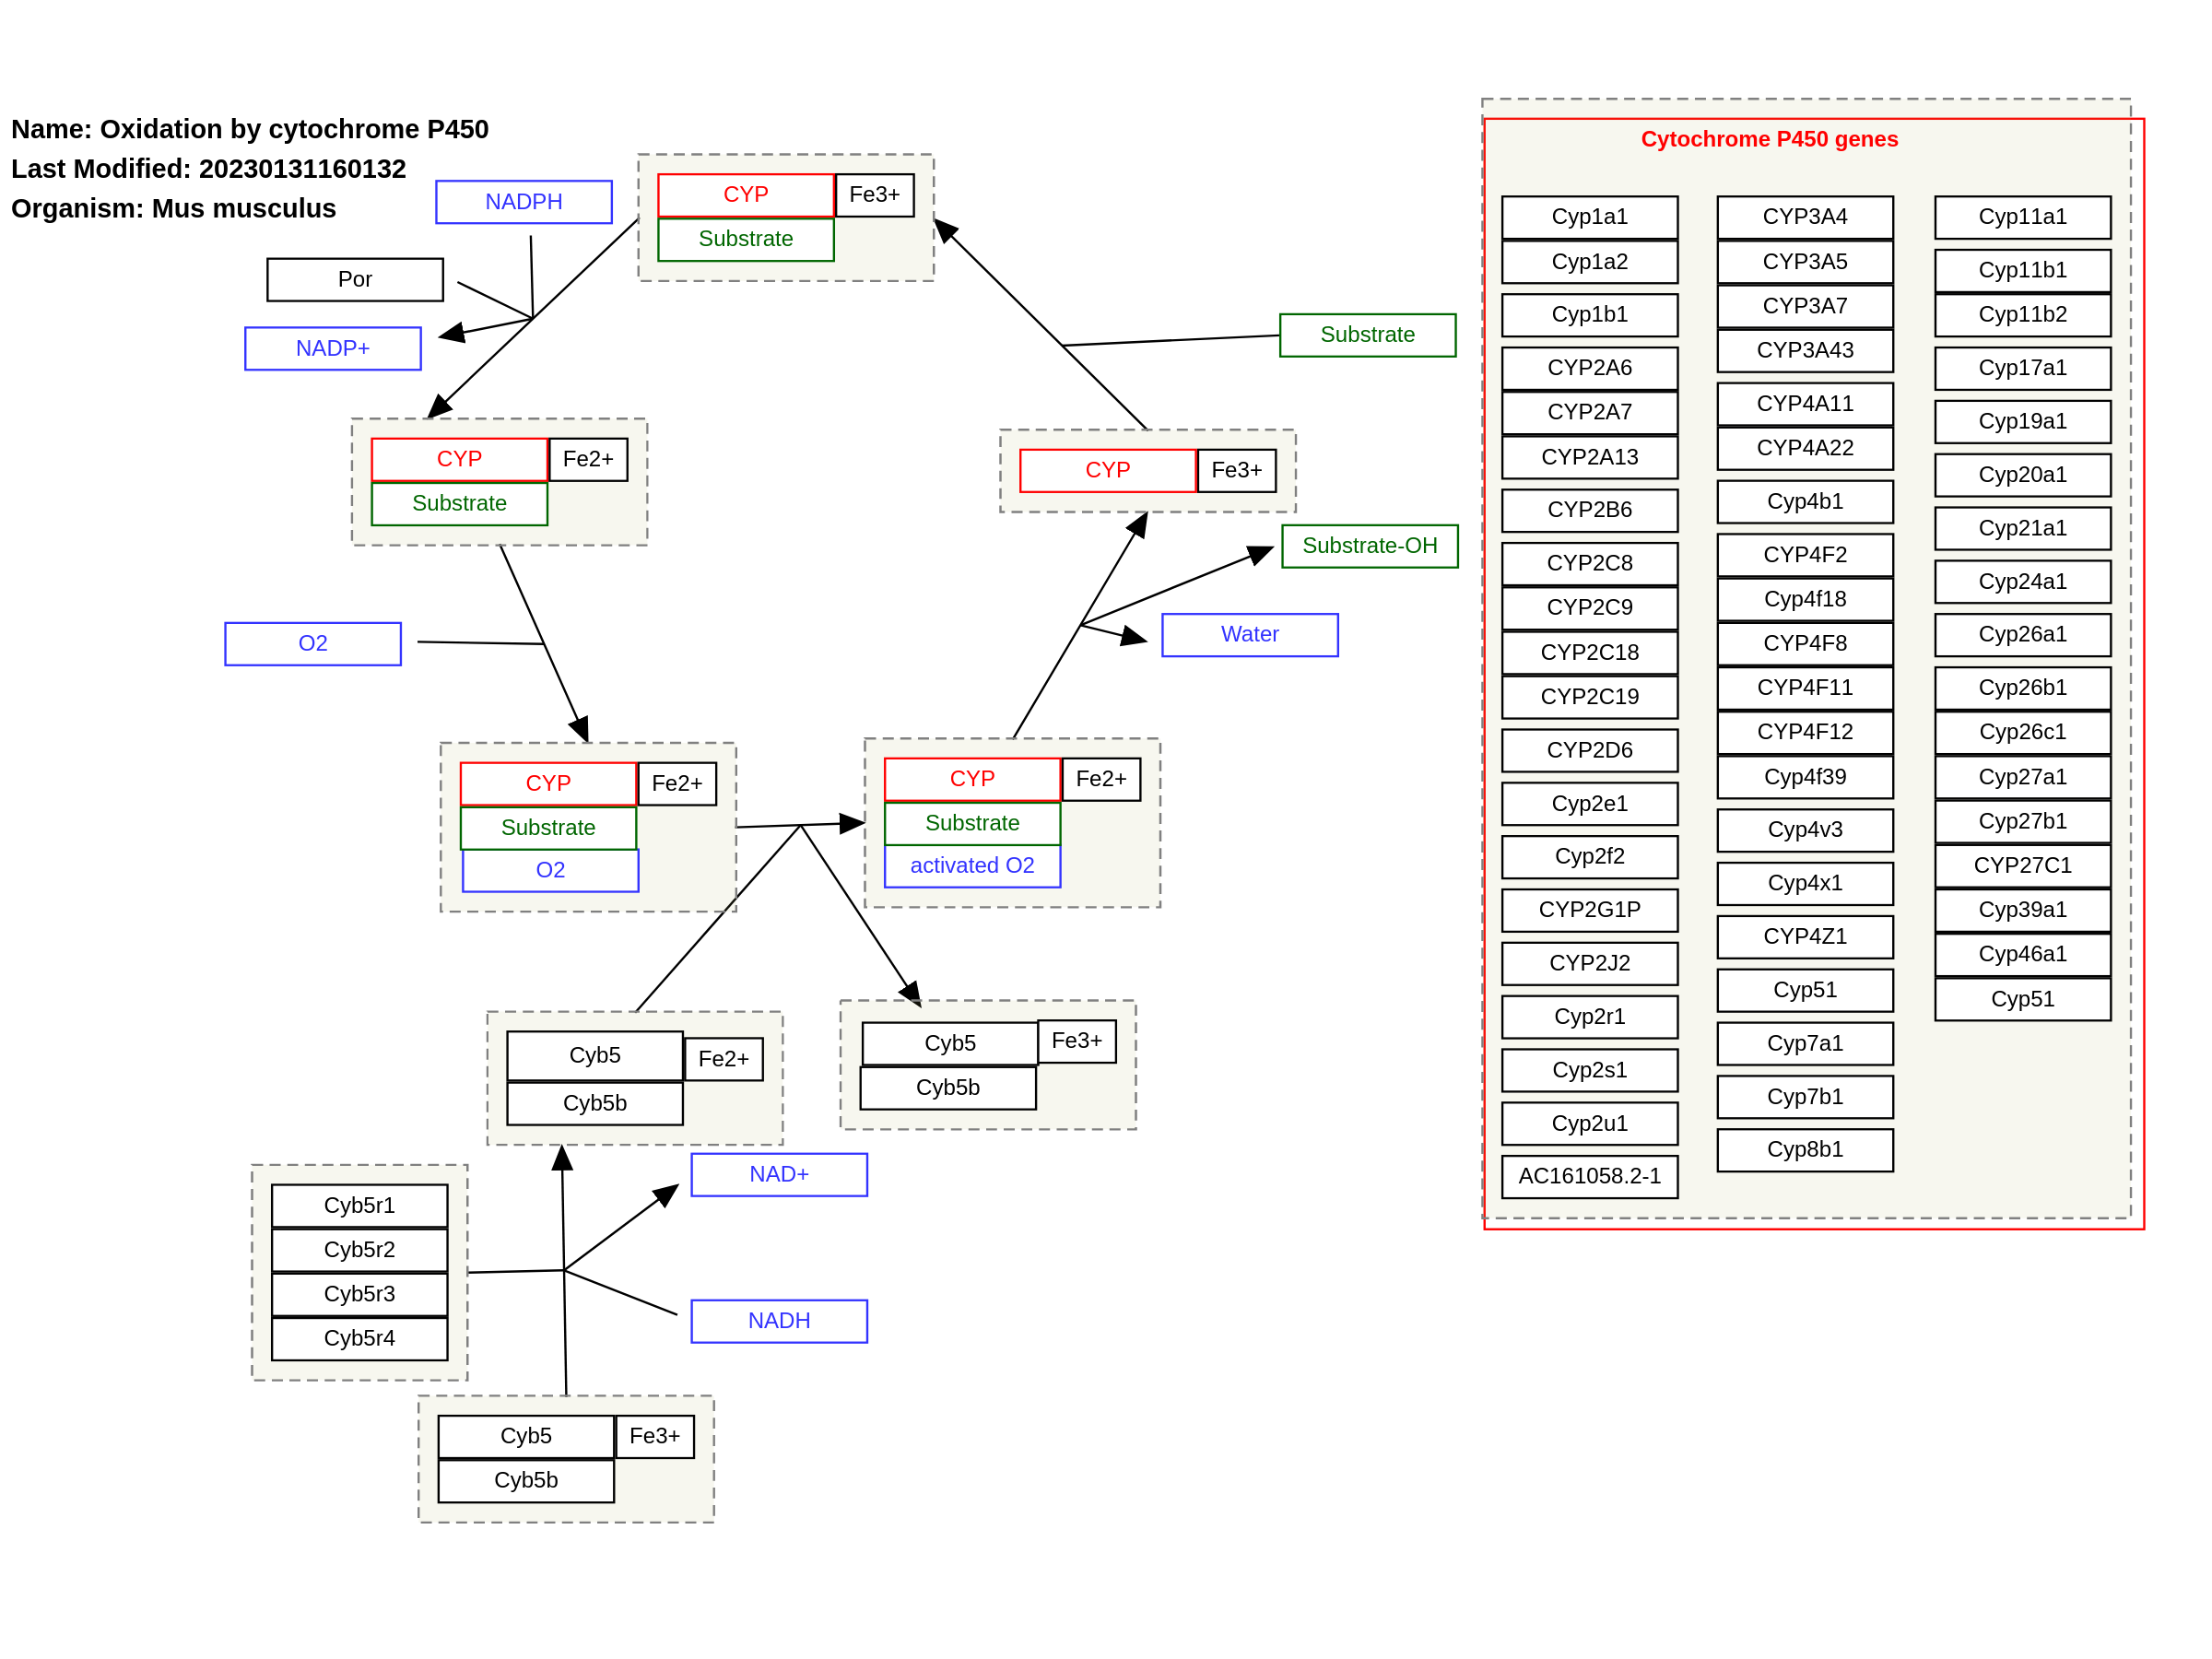 Name: Oxidation by cytochrome P450
Last Modified: 20230131160132
Organism: Mus musculus
NADPH
Por
NADP+
CYP
Fe3+
Substrate
Substrate
CYP
Fe2+
Substrate
CYP
Fe3+
Substrate-OH
Water
O2
CYP
Fe2+
Substrate
O2
CYP
Fe2+
Substrate
activated O2
Cyb5
Fe2+
Cyb5b
Cyb5
Fe3+
Cyb5b
NAD+
Cyb5r1
Cyb5r2
Cyb5r3
Cyb5r4
NADH
Cyb5
Fe3+
Cyb5b
Cytochrome P450 genes
Cyp1a1
Cyp1a2
Cyp1b1
CYP2A6
CYP2A7
CYP2A13
CYP2B6
CYP2C8
CYP2C9
CYP2C18
CYP2C19
CYP2D6
Cyp2e1
Cyp2f2
CYP2G1P
CYP2J2
Cyp2r1
Cyp2s1
Cyp2u1
AC161058.2-1
CYP3A4
CYP3A5
CYP3A7
CYP3A43
CYP4A11
CYP4A22
Cyp4b1
CYP4F2
Cyp4f18
CYP4F8
CYP4F11
CYP4F12
Cyp4f39
Cyp4v3
Cyp4x1
CYP4Z1
Cyp51
Cyp7a1
Cyp7b1
Cyp8b1
Cyp11a1
Cyp11b1
Cyp11b2
Cyp17a1
Cyp19a1
Cyp20a1
Cyp21a1
Cyp24a1
Cyp26a1
Cyp26b1
Cyp26c1
Cyp27a1
Cyp27b1
CYP27C1
Cyp39a1
Cyp46a1
Cyp51